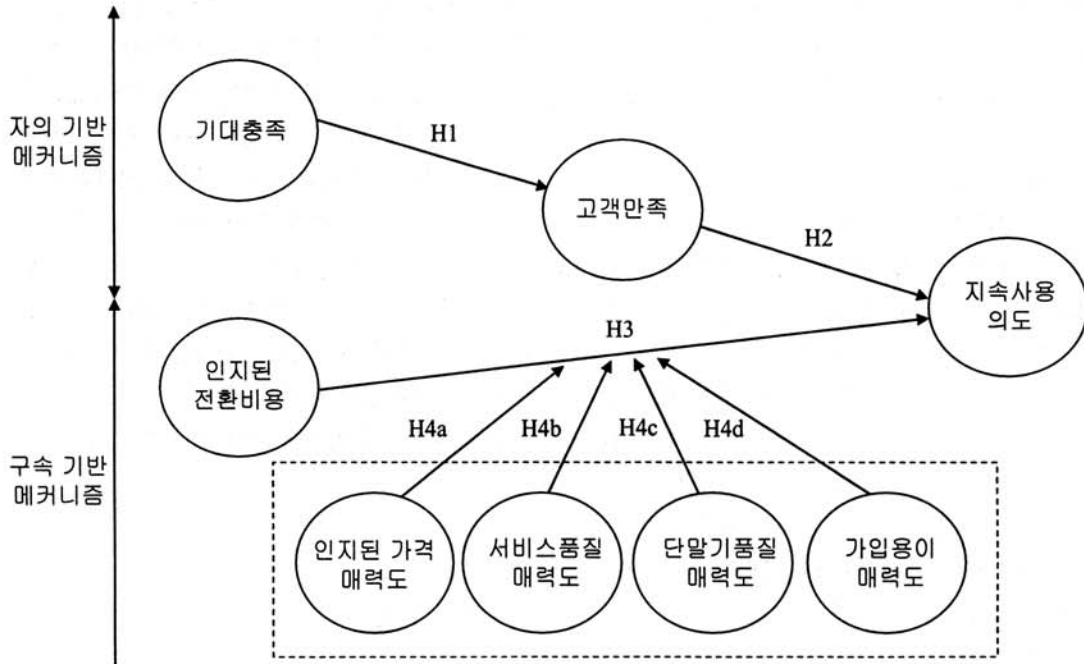 자의 기반
메커니즘
기대충족
H1
고객만족
H2
지속사용
의도
H3
인지된
전환비용
H4a
H4b
H4c
H4d
구속 기반
메커니즘
인지된 가격
매력도
서비스품질
매력도
단말기품질
매력도
가입용이
매력도